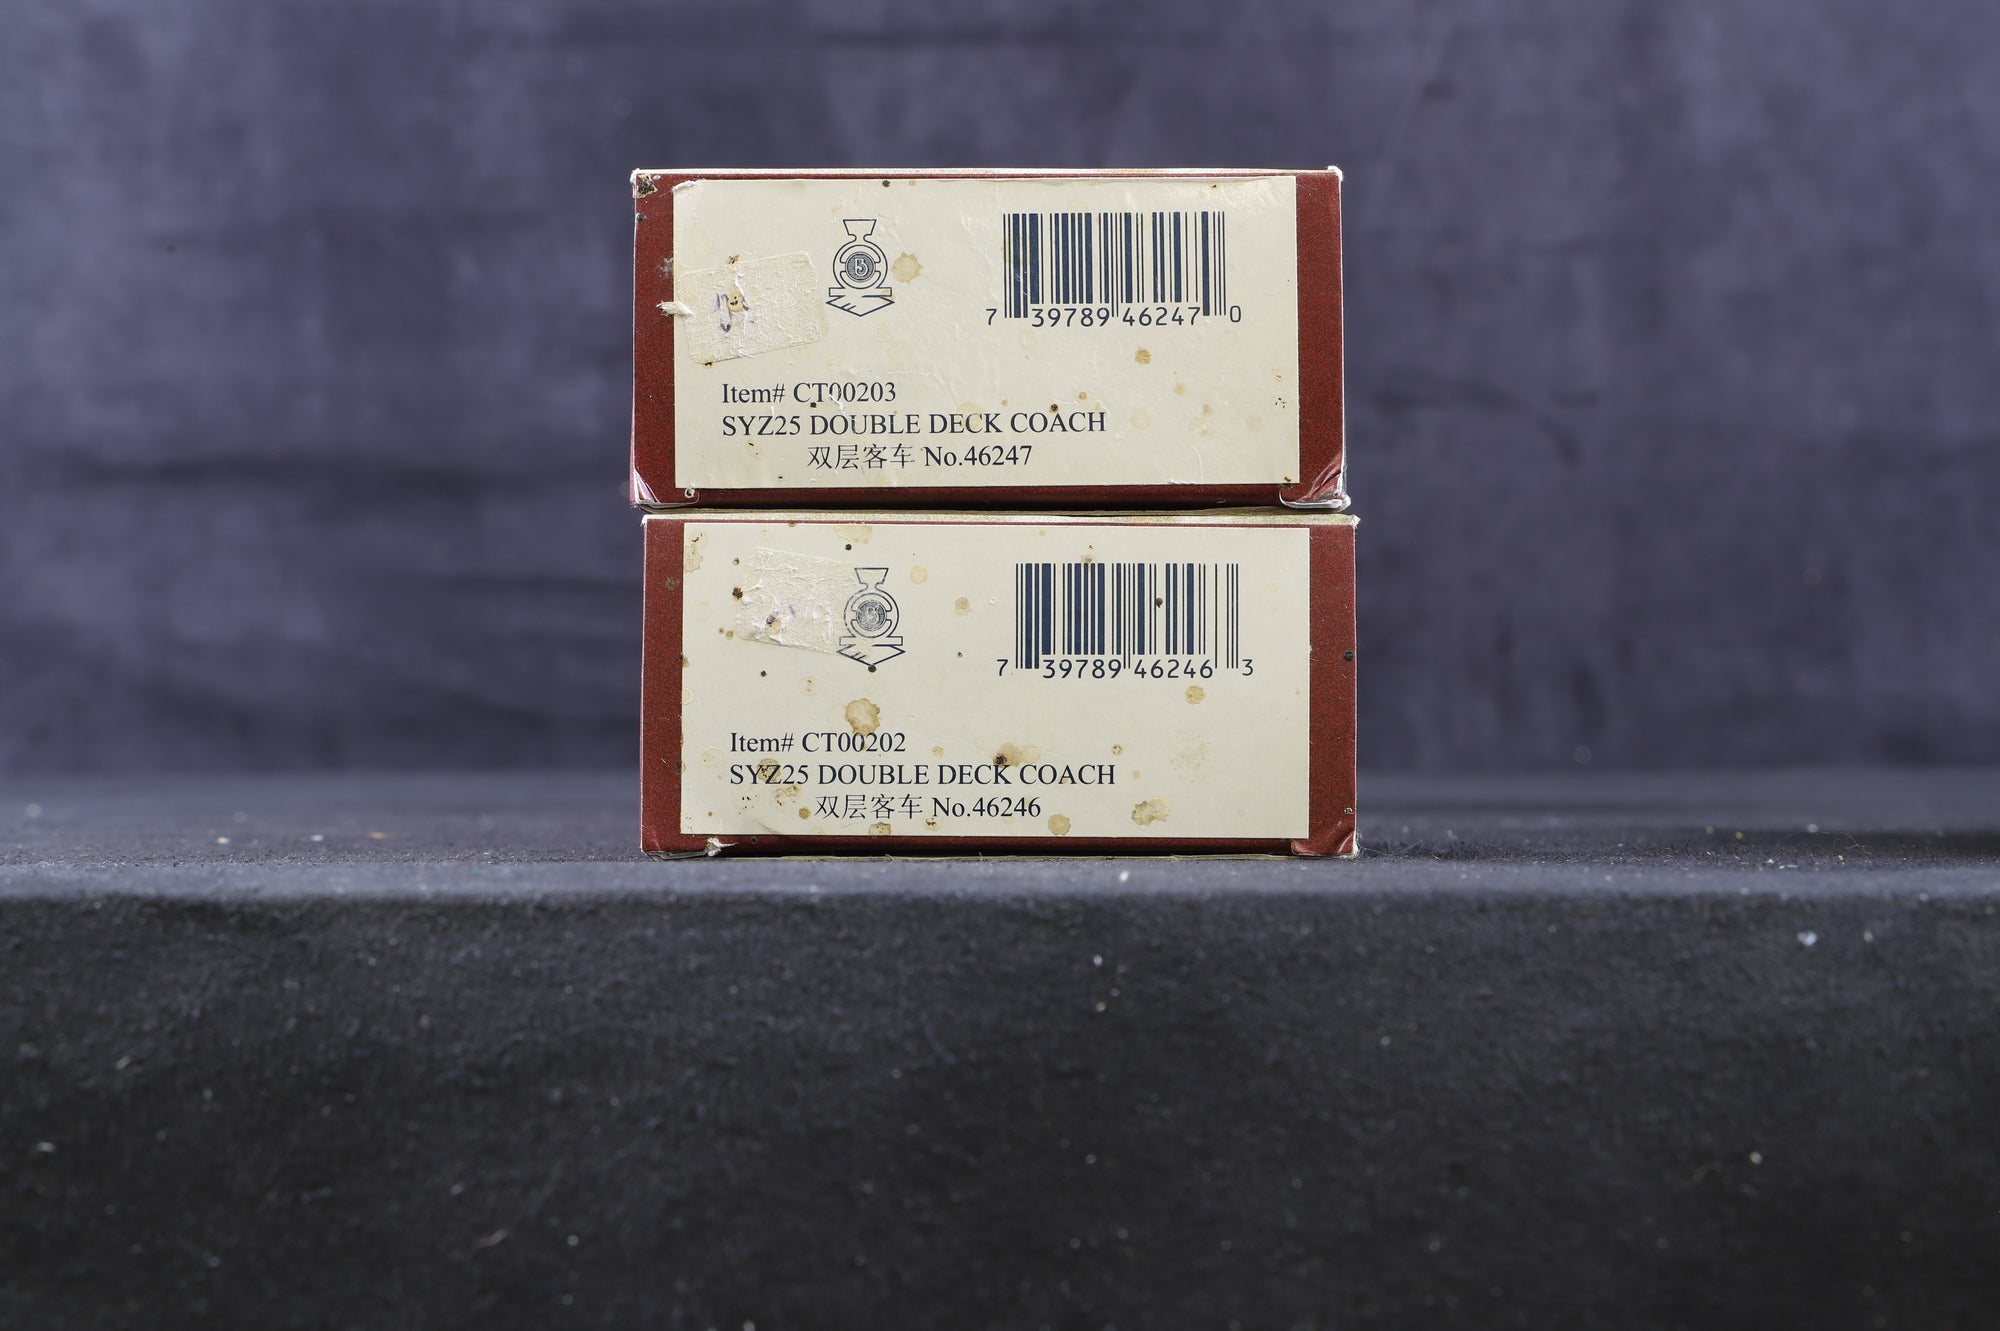 B
7 39789 46247 0
Item# CT00203
SYZ25 DOUBLE DECK COACH
双层客车 No.46247
B
7 39789 46246 3
Item# CT00202
SYZ25 DOUBLE DECK COACH
双层客车 No.46246